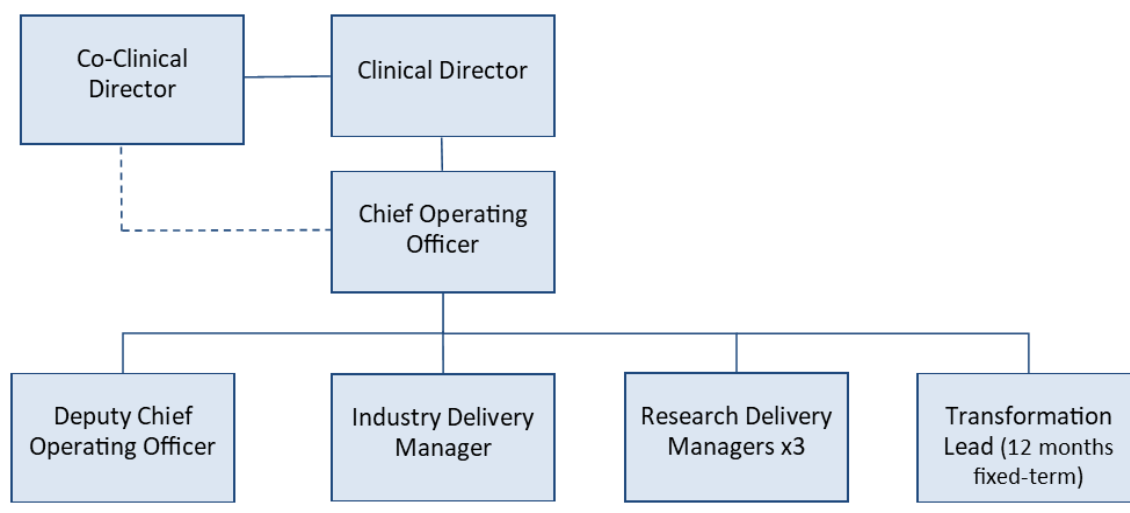 Co-Clinical
Director
Clinical Director
Chief Operating
Officer
Deputy Chief
Operating Officer
Industry Delivery
Manager
Research Delivery
Managers x3
Transformation
Lead (12 months
fixed-term)